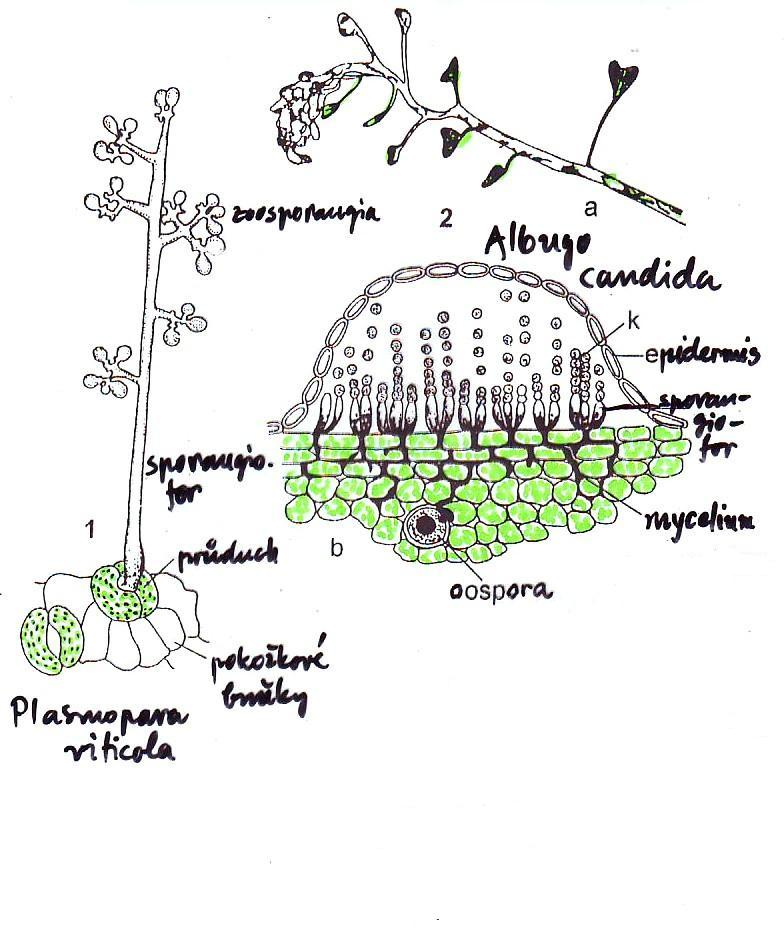 zoosporangia
sporangio-
for
1
průduch
pokožkové
buňky
Plasmopara
viticola
2
a
Albugo
candida
k
epidermis
sporan-
gio-
for
mycelium
b
oospora